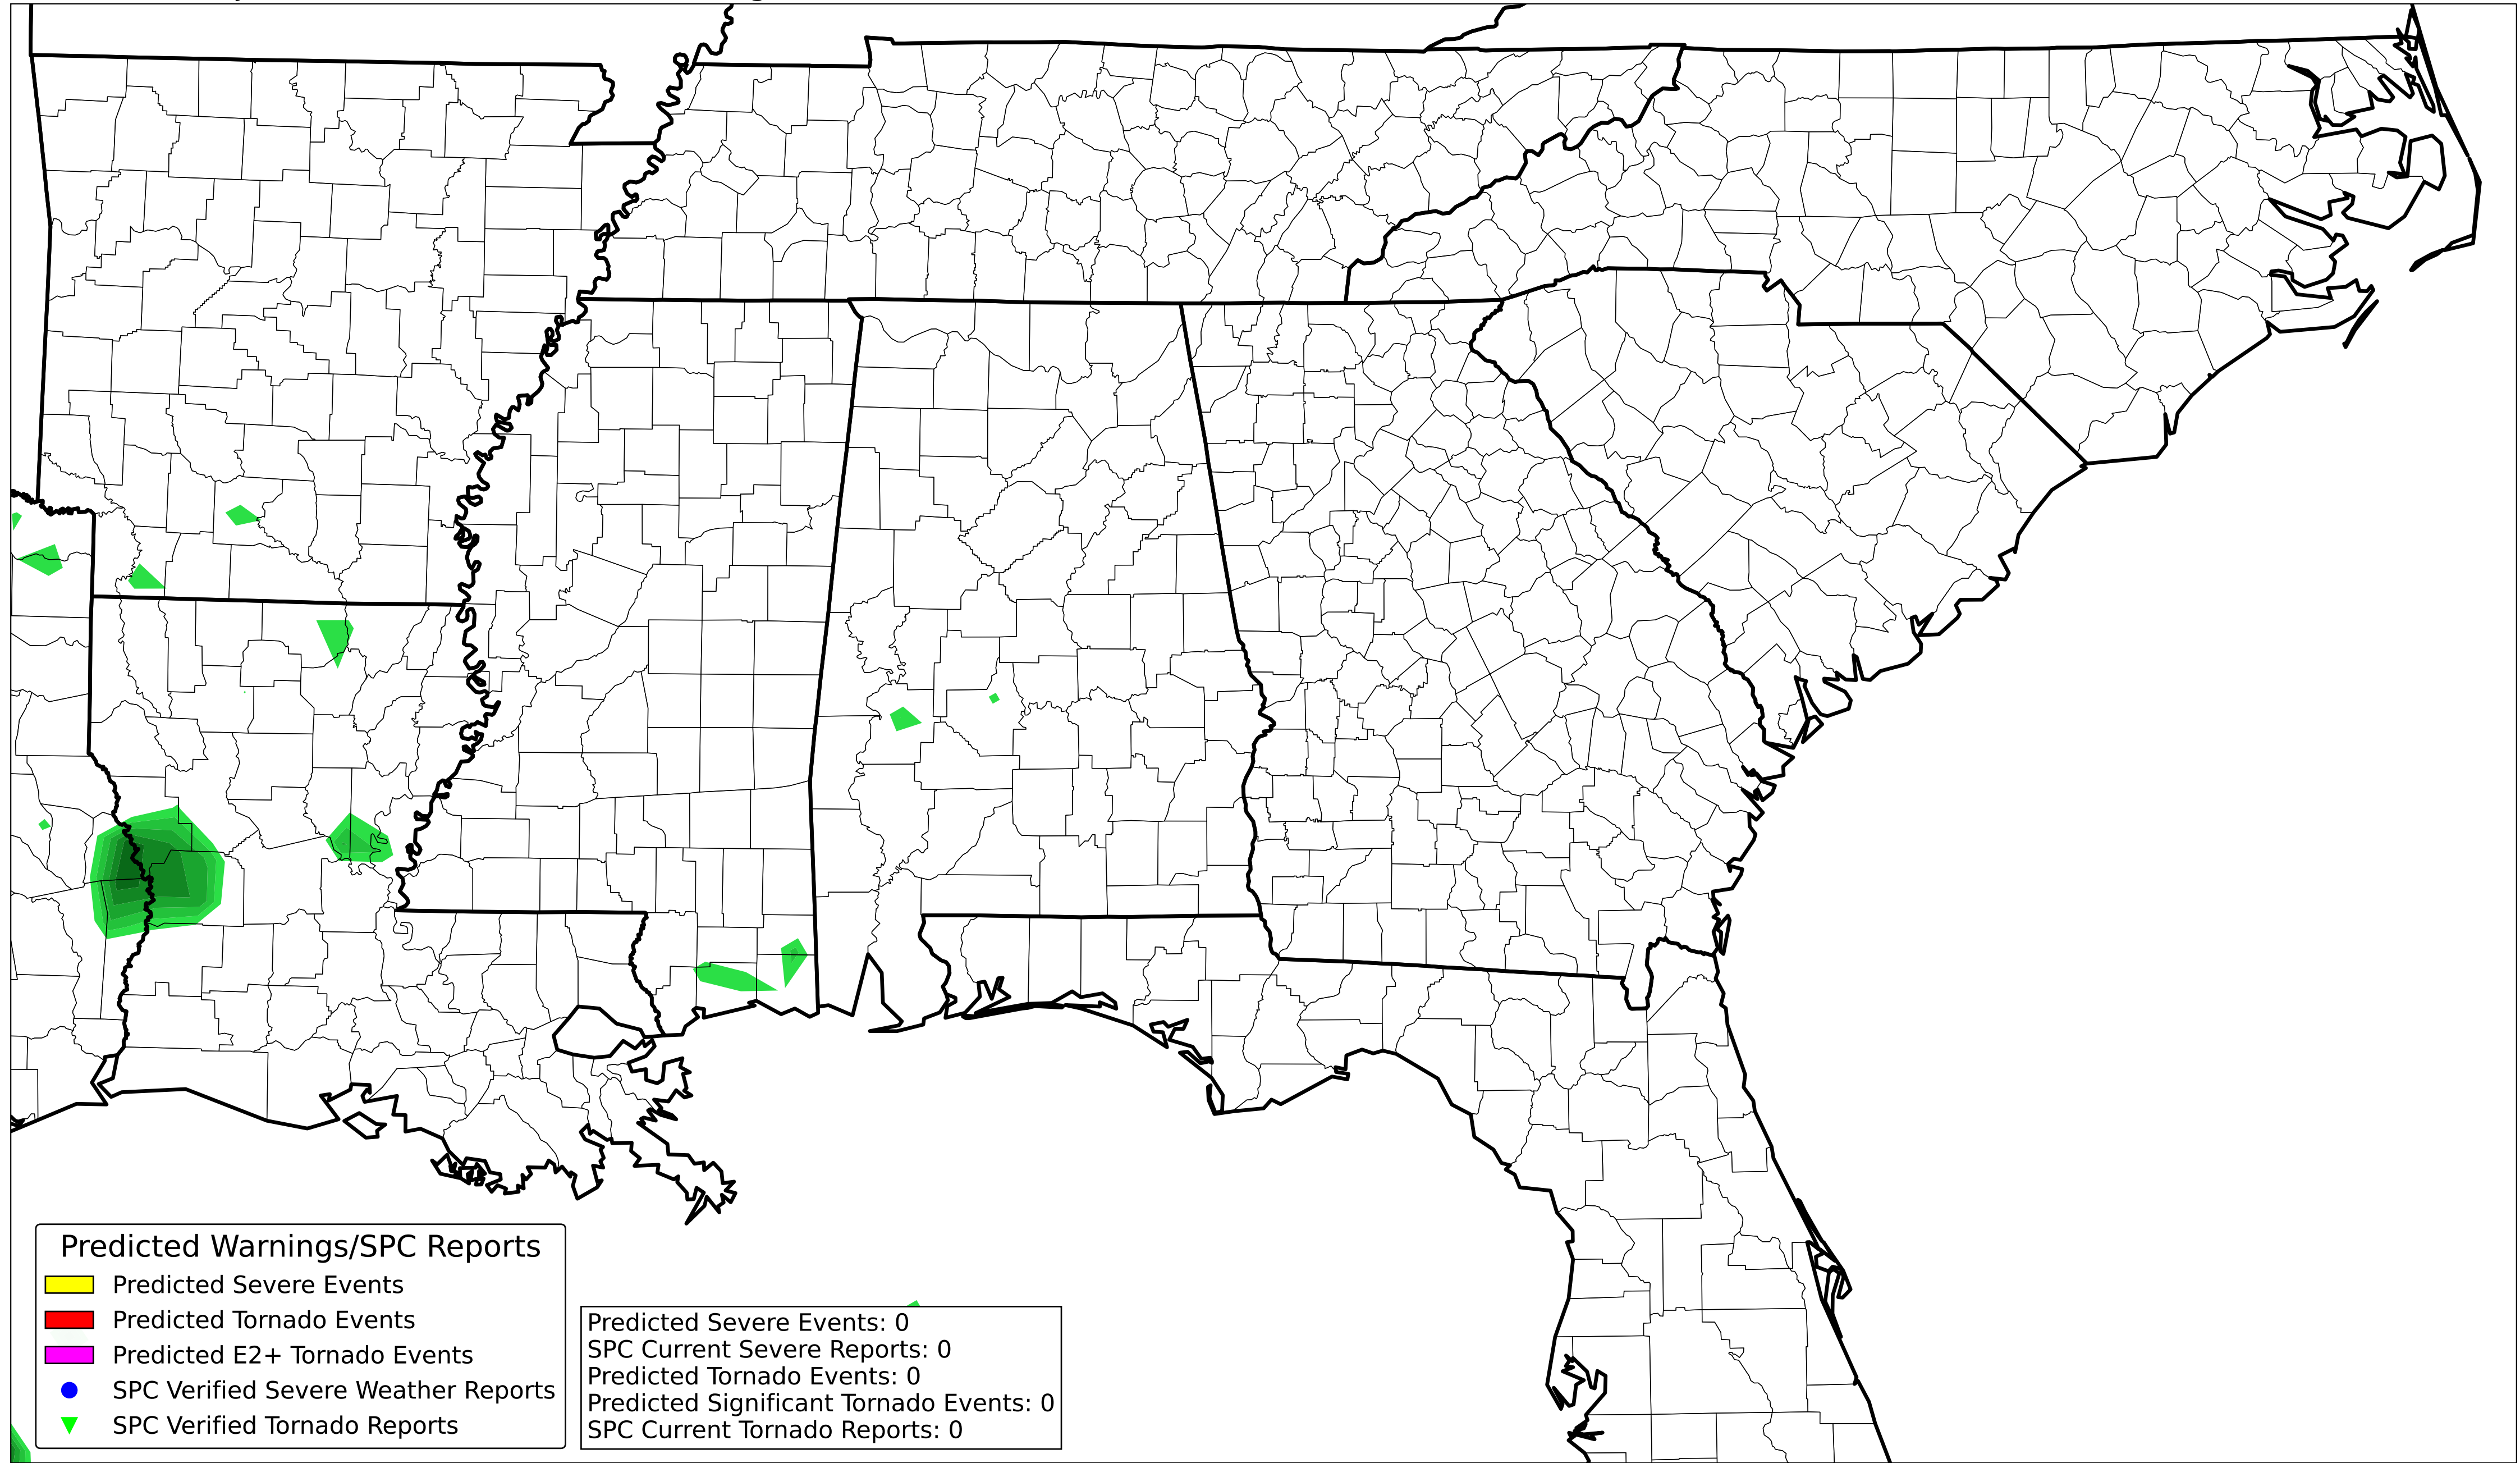 Predicted Warnings/SPC Reports
Predicted Severe Events
Predicted Tornado Events
Predicted E2+ Tornado Events
SPC Verified Severe Weather Reports
SPC Verified Tornado Reports
Predicted Severe Events: 0
SPC Current Severe Reports: 0
Predicted Tornado Events: 0
Predicted Significant Tornado Events: 0
SPC Current Tornado Reports: 0